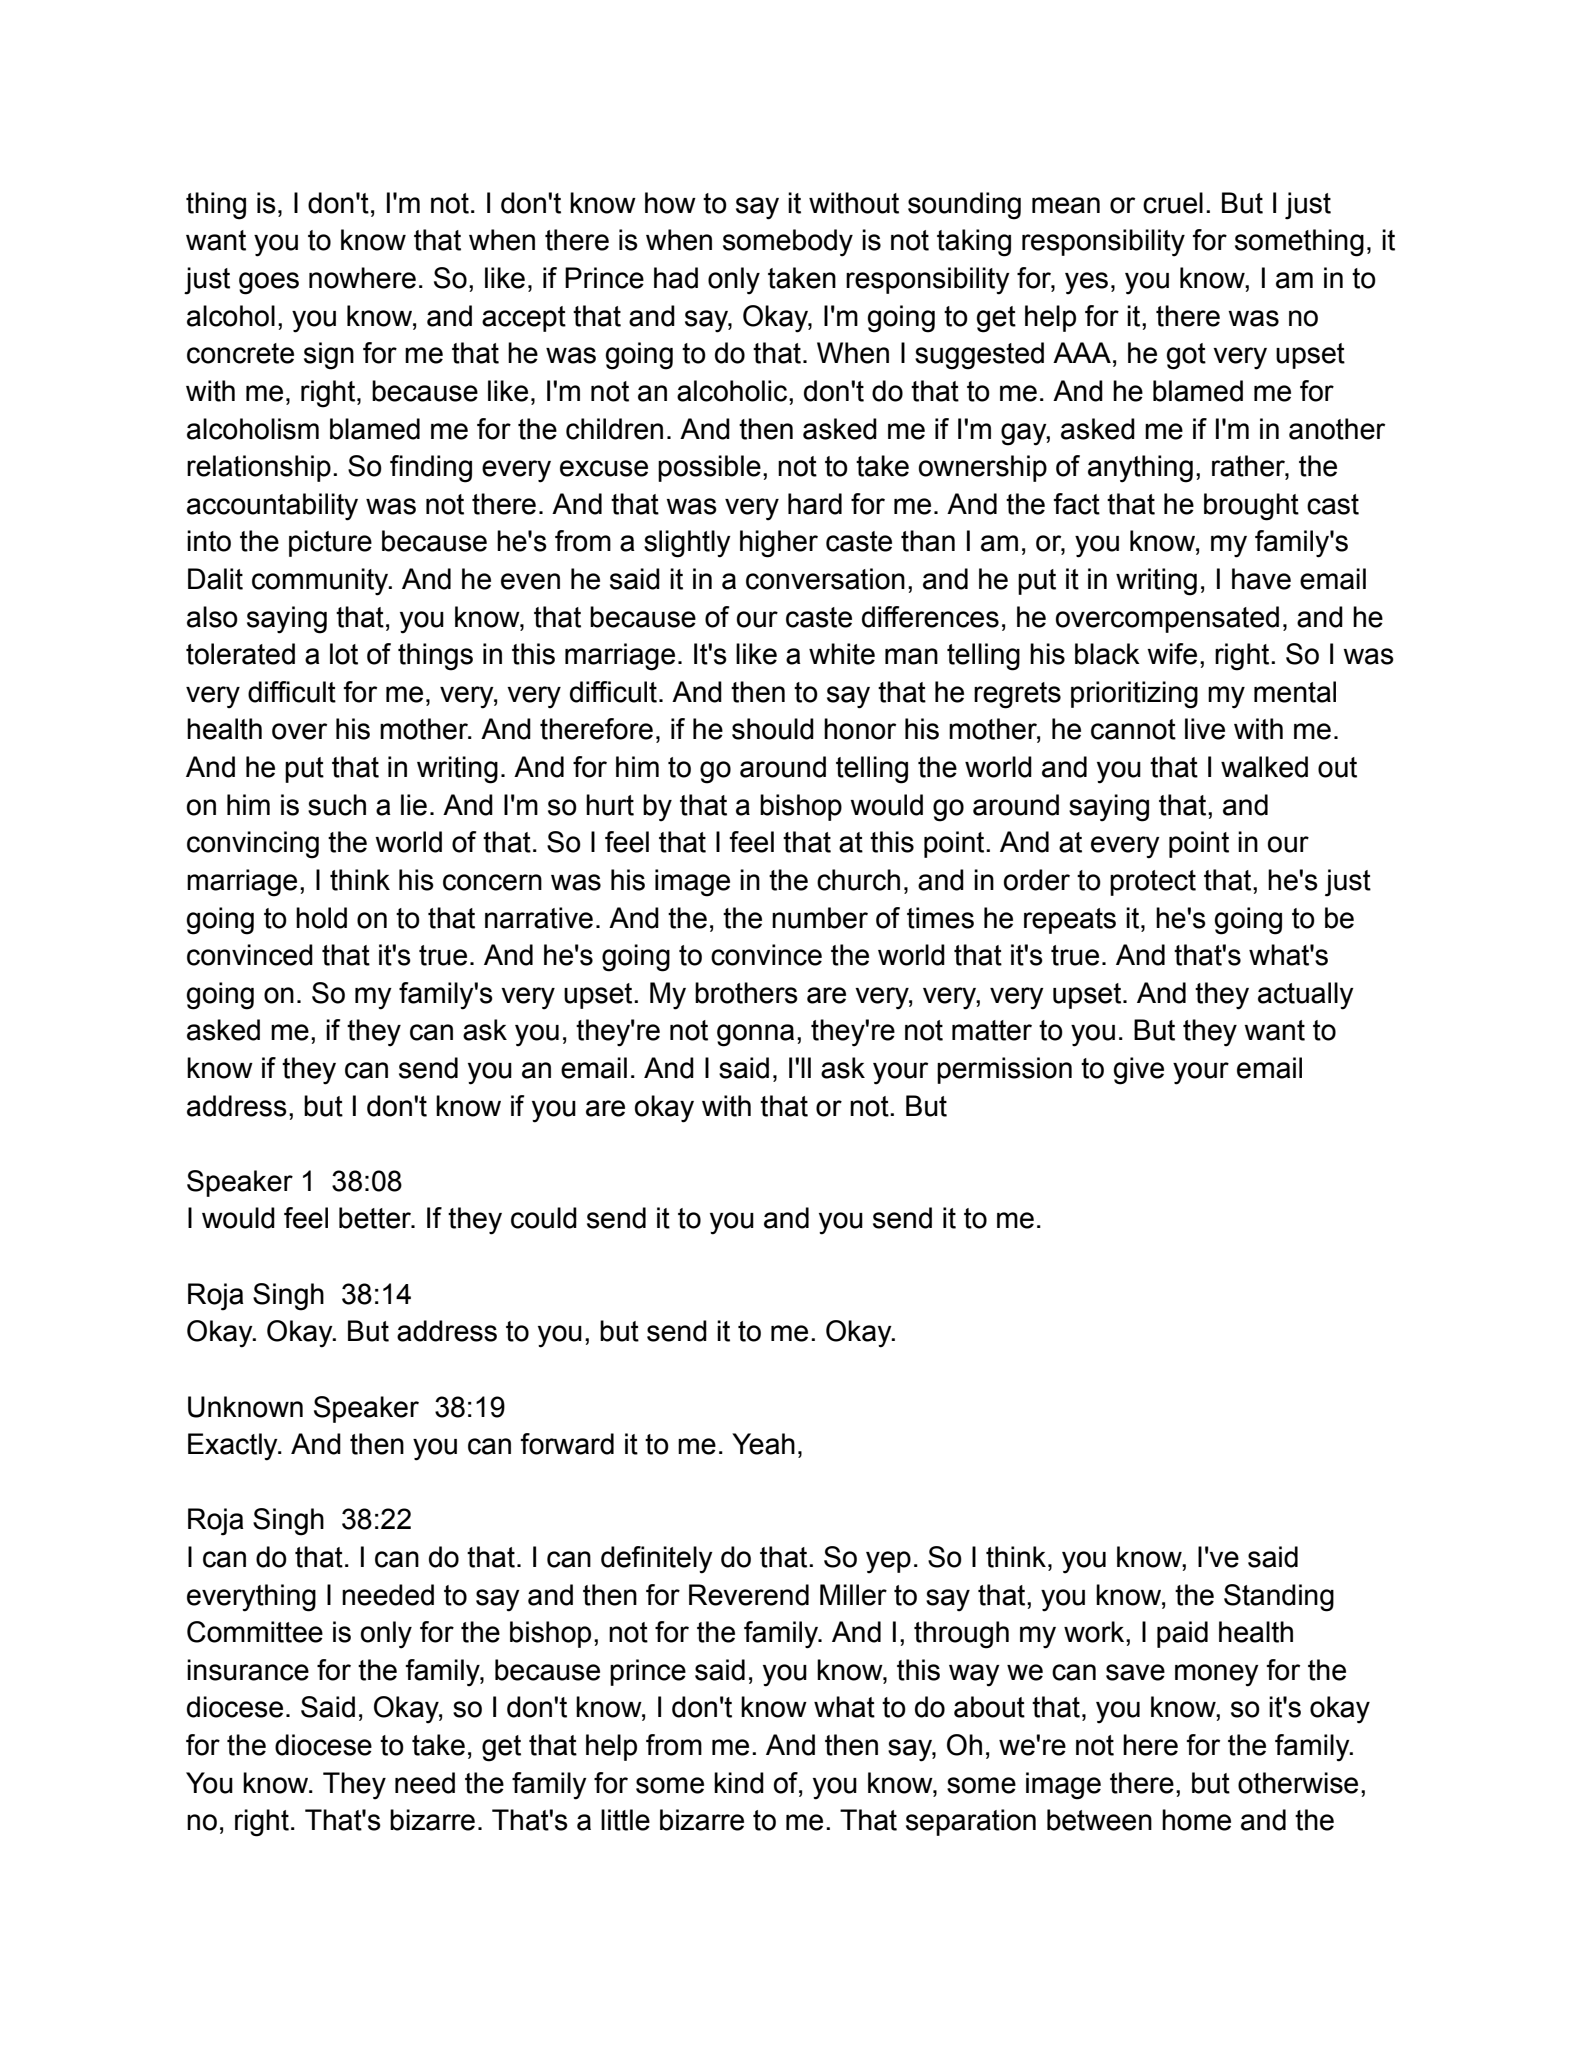 thing is, I don't, I'm not. I don't know how to say it without sounding mean or cruel. But I just
want you to know that when there is when somebody is not taking responsibility for something, it
just goes nowhere. So, like, if Prince had only taken responsibility for, yes, you know, I am in to
alcohol, you know, and accept that and say, Okay, I'm going to get help for it, there was no
concrete sign for me that he was going to do that. When I suggested AAA, he got very upset
with me, right, because like, I'm not an alcoholic, don't do that to me. And he blamed me for
alcoholism blamed me for the children. And then asked me if I'm gay, asked me if I'm in another
relationship. So finding every excuse possible, not to take ownership of anything, rather, the
accountability was not there. And that was very hard for me. And the fact that he brought cast
into the picture because he's from a slightly higher caste than I am, or, you know, my family's
Dalit community. And he even he said it in a conversation, and he put it in writing, I have email
also saying that, you know, that because of our caste differences, he overcompensated, and he
tolerated a lot of things in this marriage. It's like a white man telling his black wife, right. So I was
very difficult for me, very, very difficult. And then to say that he regrets prioritizing my mental
health over his mother. And therefore, if he should honor his mother, he cannot live with me.
And he put that in writing. And for him to go around telling the world and you that I walked out
on him is such a lie. And I'm so hurt by that a bishop would go around saying that, and
convincing the world of that. So I feel that I feel that at this point. And at every point in our
marriage, I think his concern was his image in the church, and in order to protect that, he's just
going to hold on to that narrative. And the, the number of times he repeats it, he's going to be
convinced that it's true. And he's going to convince the world that it's true. And that's what's
going on. So my family's very upset. My brothers are very, very, very upset. And they actually
asked me, if they can ask you, they're not gonna, they're not matter to you. But they want to
know if they can send you an email. And I said, I'll ask your permission to give your email
address, but I don't know if you are okay with that or not. But
Speaker 1 38:08
I would feel better. If they could send it to you and you send it to me.
Roja Singh 38:14
Okay. Okay. But address to you, but send it to me. Okay.
Unknown Speaker 38:19
Exactly. And then you can forward it to me. Yeah,
Roja Singh 38:22
I can do that. I can do that. I can definitely do that. So yep. So I think, you know, I've said
everything I needed to say and then for Reverend Miller to say that, you know, the Standing
Committee is only for the bishop, not for the family. And I, through my work, I paid health
insurance for the family, because prince said, you know, this way we can save money for the
diocese. Said, Okay, so I don't know, I don't know what to do about that, you know, so it's okay
for the diocese to take, get that help from me. And then say, Oh, we're not here for the family.
You know. They need the family for some kind of, you know, some image there, but otherwise,
no, right. That's bizarre. That's a little bizarre to me. That separation between home and the